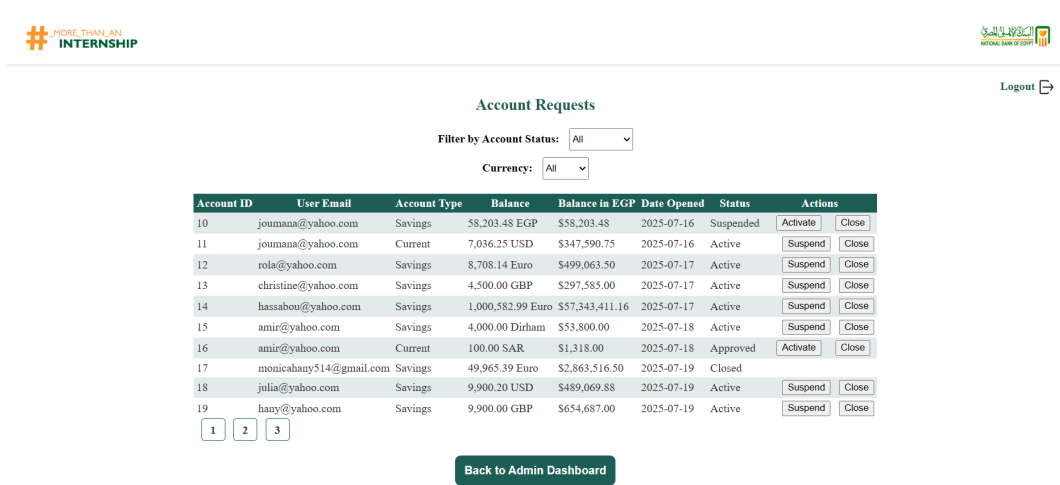 # _MORE_THAN_AN
INTERNSHIP
البنك الأهلي المصري
NATIONAL BANK OF EGYPT
Logout
Account Requests
Filter by Account Status: All
Currency: All
Account ID User Email Account Type Balance Balance in EGP Date Opened Status Actions
10 joumana@yahoo.com Savings 58,203.48 EGP $58,203.48 2025-07-16 Suspended Activate Close
11 joumana@yahoo.com Current 7,036.25 USD $347,590.75 2025-07-16 Active Suspend Close
12 rola@yahoo.com Savings 8,708.14 Euro $499,063.50 2025-07-17 Active Suspend Close
13 christine@yahoo.com Savings 4,500.00 GBP $297,585.00 2025-07-17 Active Suspend Close
14 hassabou@yahoo.com Savings 1,000,582.99 Euro $57,343,411.16 2025-07-17 Active Suspend Close
15 amir@yahoo.com Savings 4,000.00 Dirham $53,800.00 2025-07-18 Active Suspend Close
16 amir@yahoo.com Current 100.00 SAR $1,318.00 2025-07-18 Approved Activate Close
17 monicahany514@gmail.com Savings 49,965.39 Euro $2,863,516.50 2025-07-19 Closed
18 julia@yahoo.com Savings 9,900.20 USD $489,069.88 2025-07-19 Active Suspend Close
19 hany@yahoo.com Savings 9,900.00 GBP $654,687.00 2025-07-19 Active Suspend Close
1 2 3
Back to Admin Dashboard